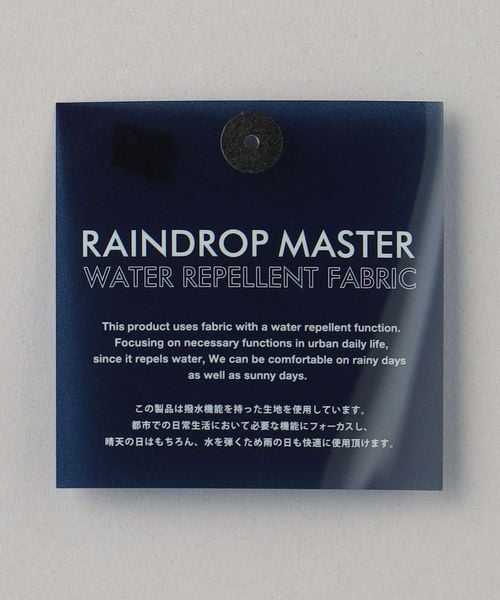 RAINDROP MASTER
WATER REPELLENT FABRIC
This product uses fabric with a water repellent function.
Focusing on necessary functions in urban daily life,
since it repels water, We can be comfortable on rainy days
as well as sunny days.
この製品は撥水機能を持った生地を使用しています。
都市での日常生活において必要な機能にフォーカスし、
晴天の日はもちろん、水を弾くため雨の日も快適に使用頂けます。